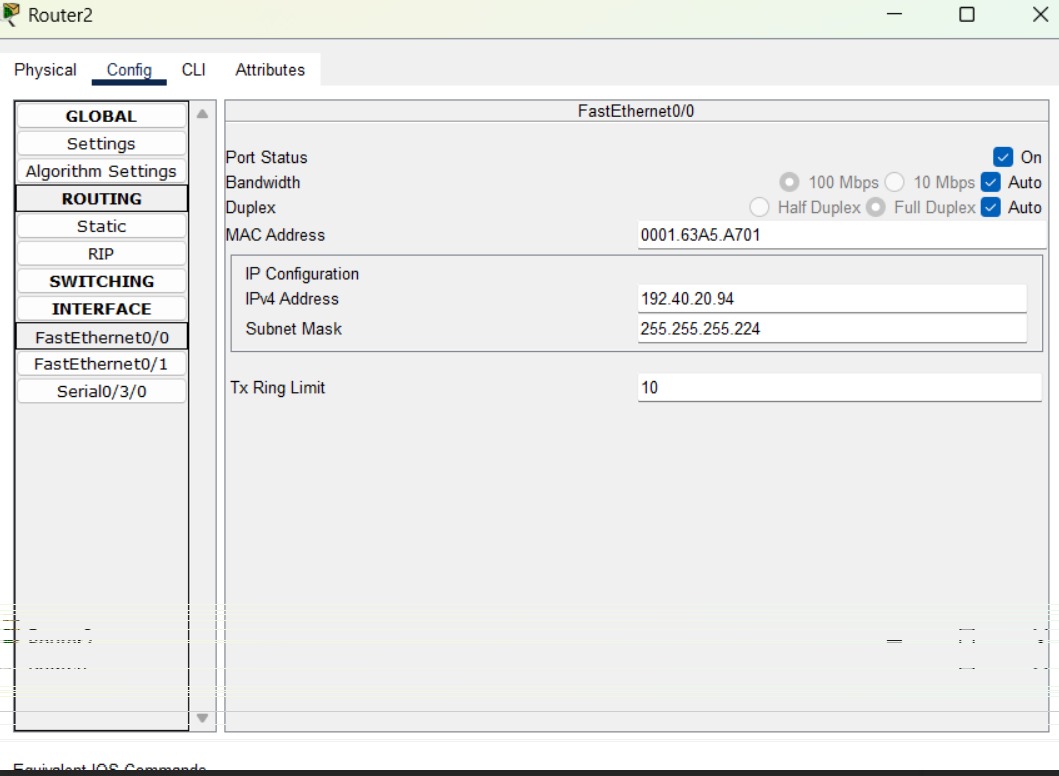 Router2
Physical Config CLI Attributes
GLOBAL
Settings
Algorithm Settings
ROUTING
Static
RIP
SWITCHING
INTERFACE
FastEthernet0/0
FastEthernet0/1
Serial0/3/0
FastEthernet0/0
Port Status On
Bandwidth 100 Mbps 10 Mbps Auto
Duplex Half Duplex Full Duplex Auto
MAC Address 0001.63A5.A701
IP Configuration
IPv4 Address 192.40.20.94
Subnet Mask 255.255.255.224
Tx Ring Limit 10
Equivalent IOS Commands